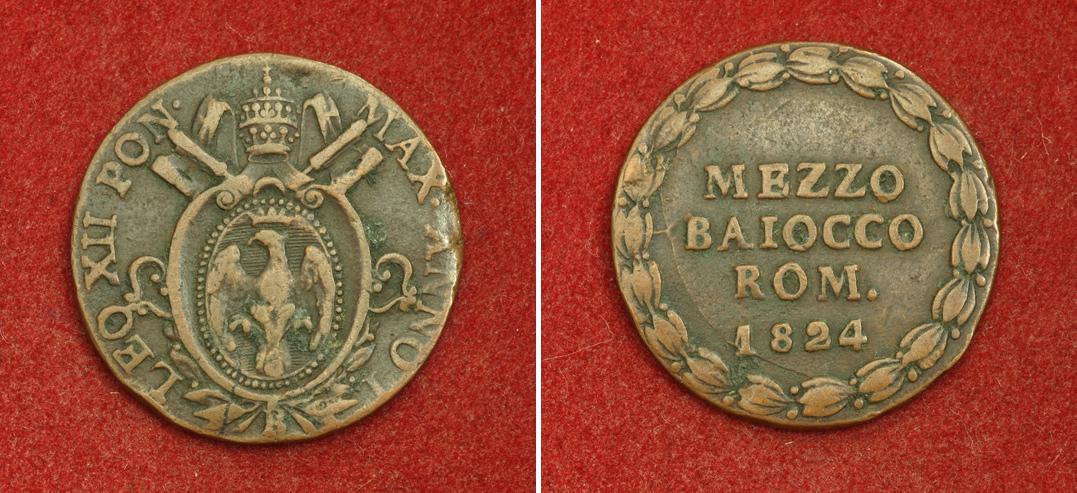 LEO XII PON. MAX. ANNO I
MEZZO
BAIOCCO
ROM.
1824